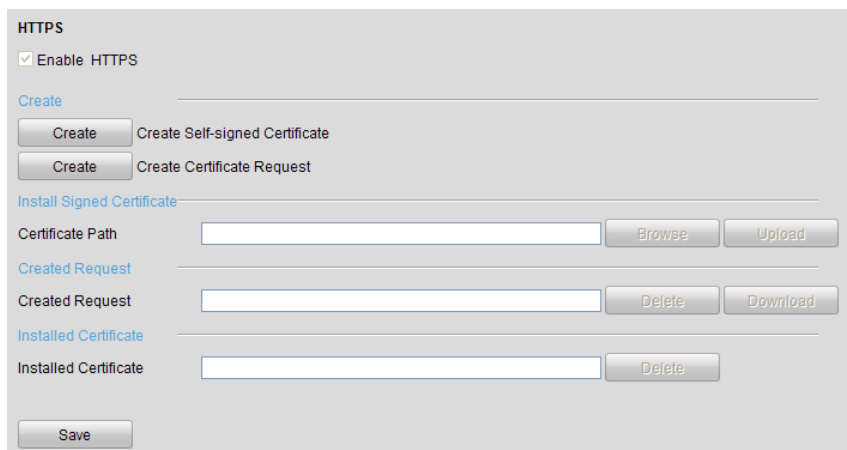 HTTPS
Enable HTTPS
Create
Create Create Self-signed Certificate
Create Create Certificate Request
Install Signed Certificate
Certificate Path Browse Upload
Created Request
Created Request Delete Download
Installed Certificate
Installed Certificate Delete
Save